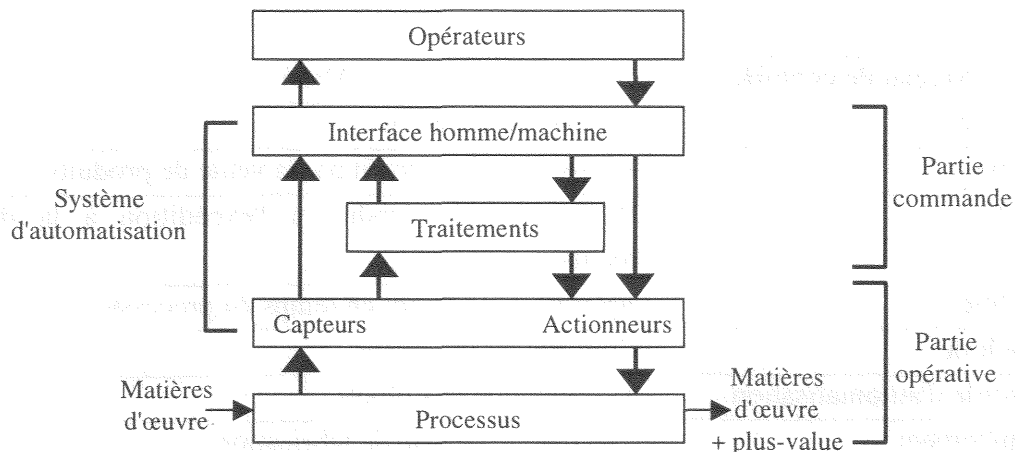 Opérateurs
Interface homme/machine
Système
d'automatisation
Partie
commande
Traitements
Capteurs
Actionneurs
Partie
opérative
Matières
d'œuvre
Processus
Matières
d'œuvre
+ plus-value